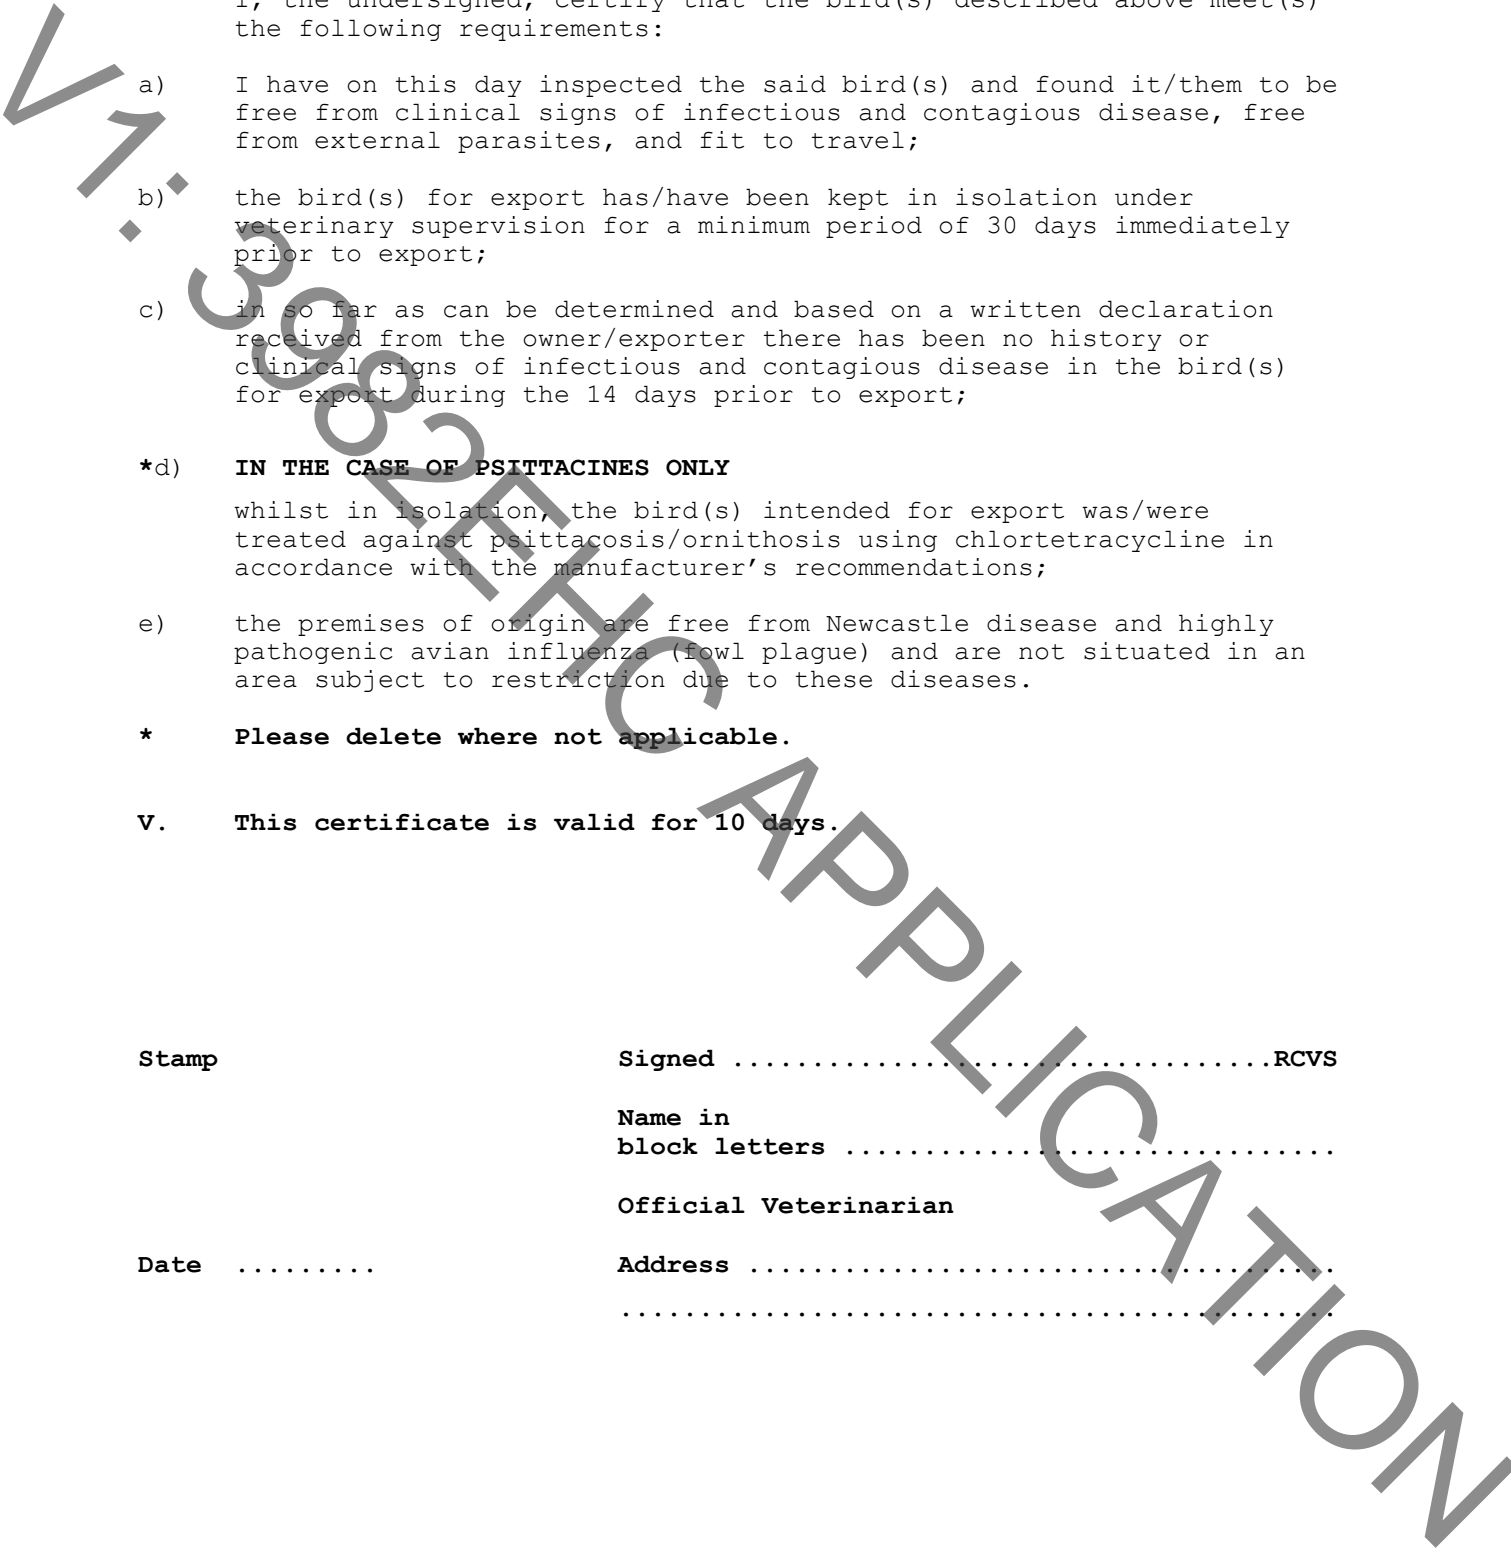 I, the undersigned, certify that the bird(s) described above meet(s)
the following requirements:
a) I have on this day inspected the said bird(s) and found it/them to be
free from clinical signs of infectious and contagious disease, free
from external parasites, and fit to travel;
b) the bird(s) for export has/have been kept in isolation under
veterinary supervision for a minimum period of 30 days immediately
prior to export;
c) in so far as can be determined and based on a written declaration
received from the owner/exporter there has been no history or
clinical signs of infectious and contagious disease in the bird(s)
for export during the 14 days prior to export;
*d) IN THE CASE OF PSITTACINES ONLY
whilst in isolation, the bird(s) intended for export was/were
treated against psittacosis/ornithosis using chlortetracycline in
accordance with the manufacturer’s recommendations;
e) the premises of origin are free from Newcastle disease and highly
pathogenic avian influenza (fowl plague) and are not situated in an
area subject to restriction due to these diseases.
* Please delete where not applicable.
V. This certificate is valid for 10 days.
Stamp Signed ..................................RCVS
Name in
block letters ...............................
Official Veterinarian
Date ......... Address .....................................
.............................................
V1: 3982EHC APPLICATION